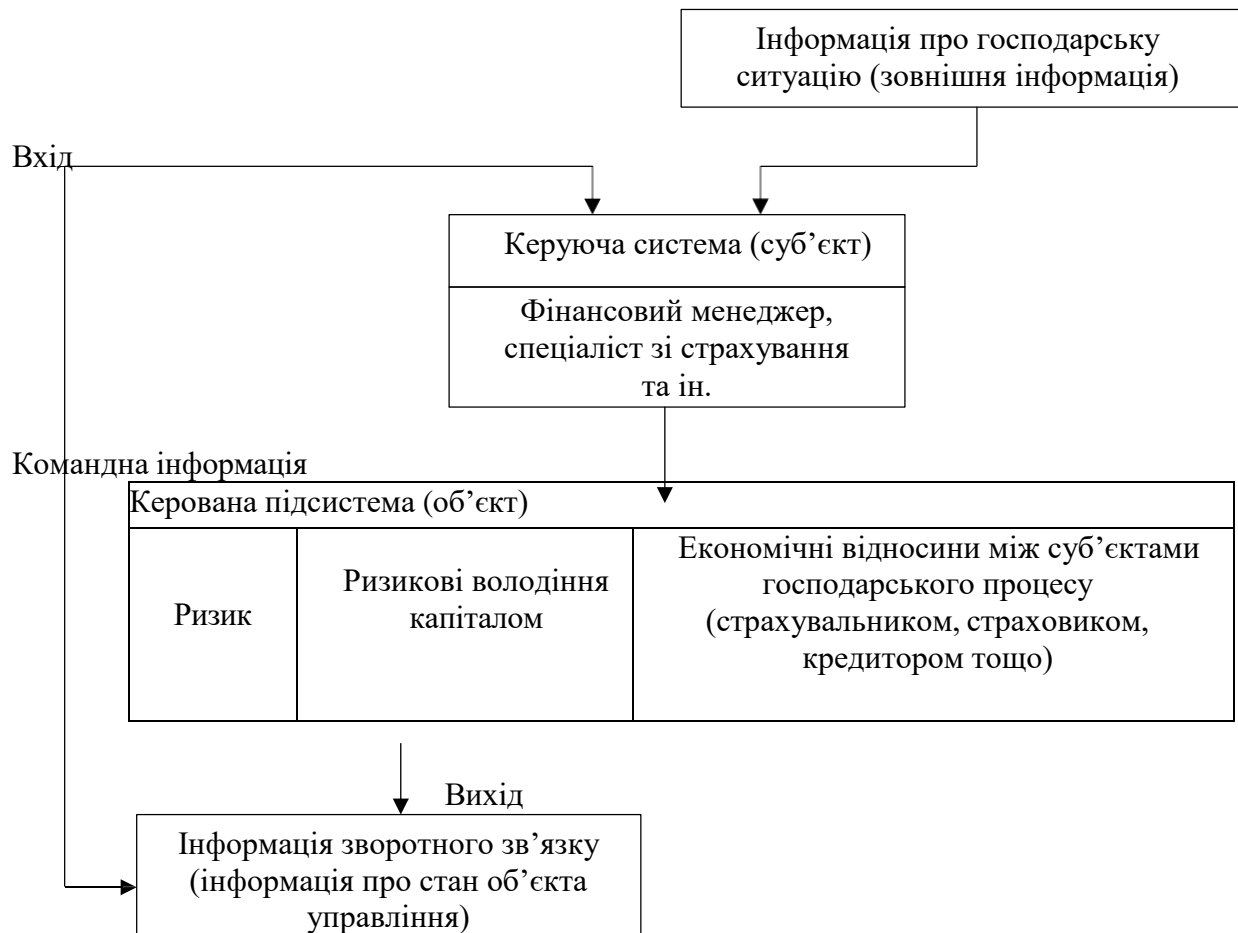 Інформація про господарську
ситуацію (зовнішня інформація)
Вхід
Керуюча система (суб’єкт)
Фінансовий менеджер,
спеціаліст зі страхування
та ін.
Командна інформація
Керована підсистема (об’єкт)
Ризик
Ризикові володіння
капіталом
Економічні відносини між суб’єктами
господарського процесу
(страхувальником, страховиком,
кредитором тощо)
Вихід
Інформація зворотного зв’язку
(інформація про стан об’єкта
управління)